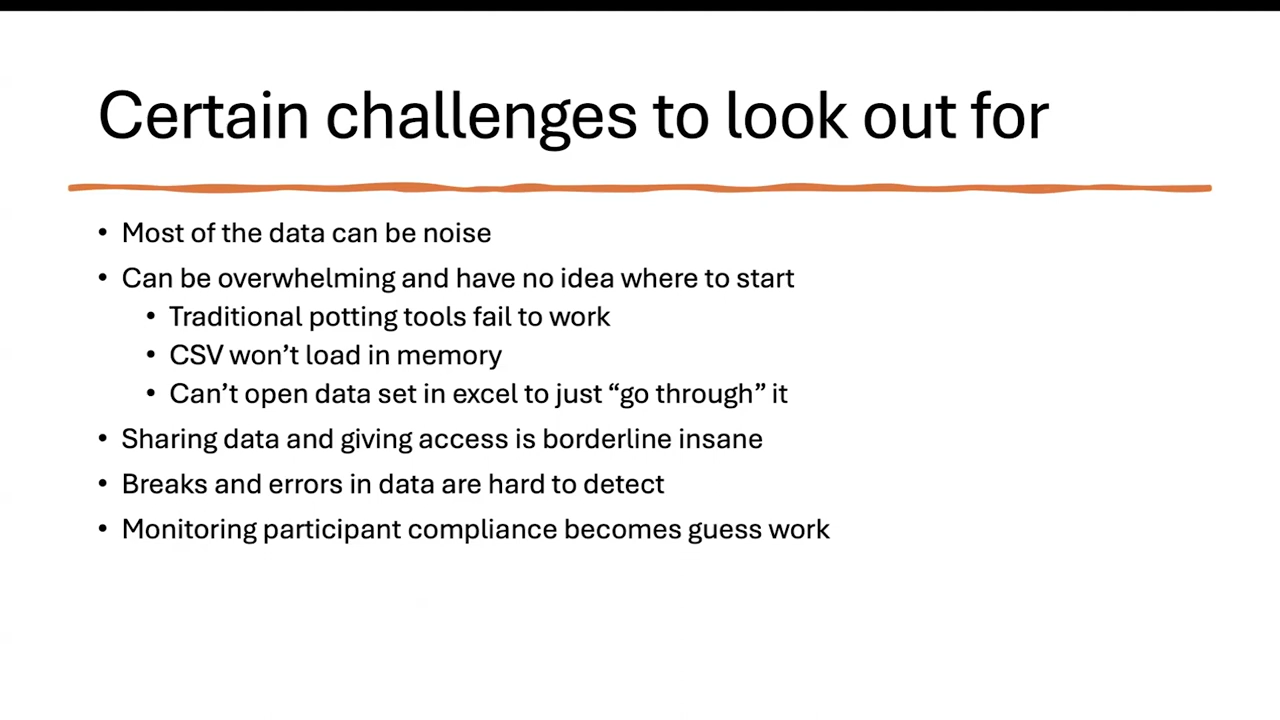 Certain challenges to look out for
• Most of the data can be noise
• Can be overwhelming and have no idea where to start
• Traditional potting tools fail to work
• CSV won’t load in memory
• Can’t open data set in excel to just “go through” it
• Sharing data and giving access is borderline insane
• Breaks and errors in data are hard to detect
• Monitoring participant compliance becomes guess work